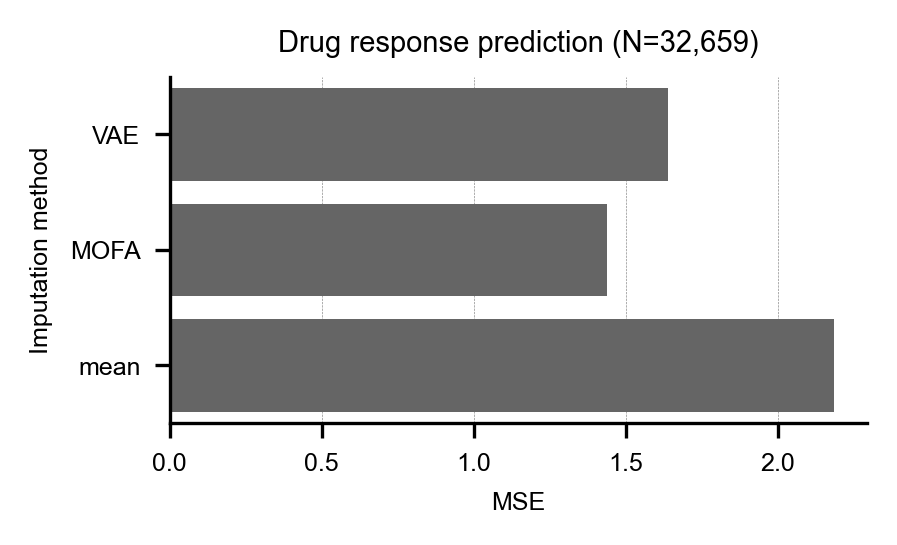 Drug response prediction (N=32,659)
Imputation method
VAE
MOFA
mean
0.0 0.5 1.0 1.5 2.0
MSE